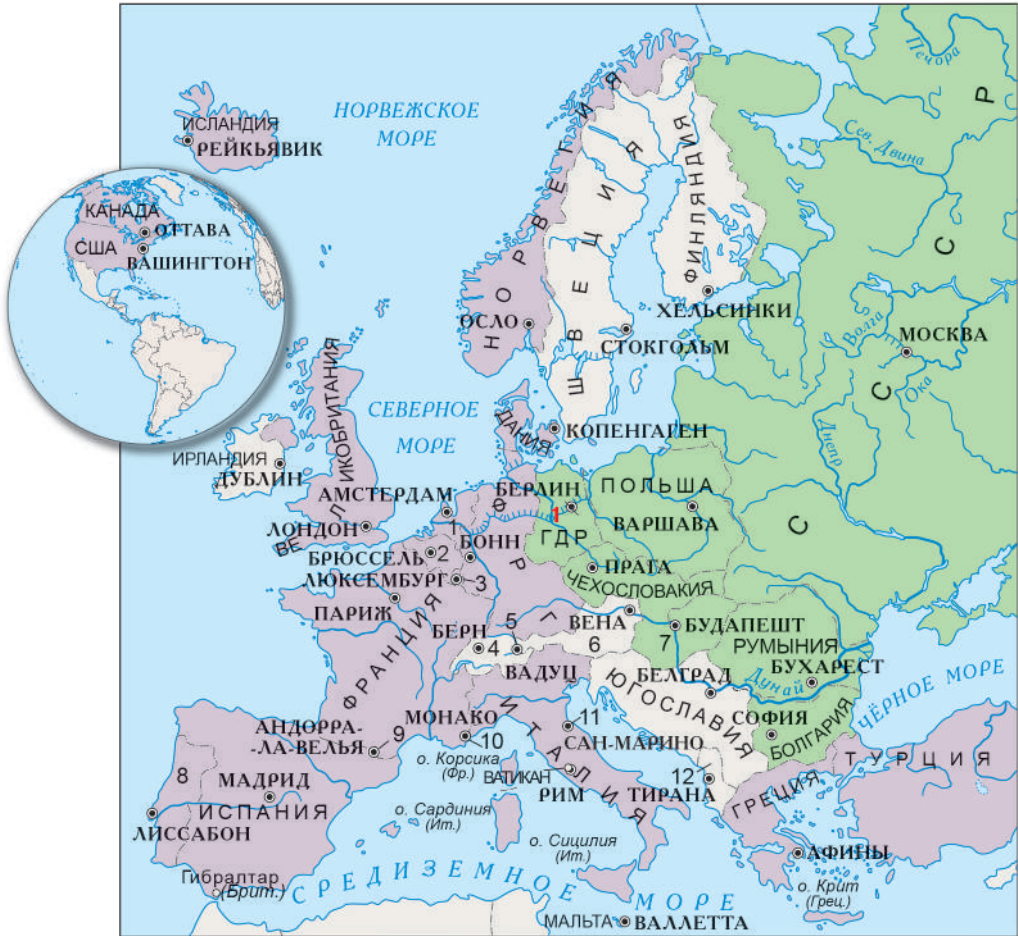 Печора
С С С Р
НОРВЕЖСКОЕ
МОРЕ
ИСЛАНДИЯ
РЕЙКЬЯВИК
Сев. Двина
КАНАДА
ОТТАВА
США
ВАШИНГТОН
НОРВЕГИЯ
ШВЕЦИЯ
ФИНЛЯНДИЯ
ХЕЛЬСИНКИ
ОСЛО
СТОКГОЛЬМ
Волга
МОСКВА
Ока
Днепр
СЕВЕРНОЕ
МОРЕ
ДАНИЯ
КОПЕНГАГЕН
ВЕЛИКОБРИТАНИЯ
ИРЛАНДИЯ
ДУБЛИН
АМСТЕРДАМ
ЛОНДОН
1
БЕРЛИН
1
ГДР
ПОЛЬША
ВАРШАВА
Ф Р Г
БОНН
БРЮССЕЛЬ
2
ЛЮКСЕМБУРГ
3
ПРАГА
ЧЕХОСЛОВАКИЯ
ПАРИЖ
ФРАНЦИЯ
БЕРН
4
5
ВАДУЦ
ВЕНА
6
БУДАПЕШТ
7
РУМЫНИЯ
БУХАРЕСТ
Дунай
БЕЛГРАД
ЮГОСЛАВИЯ
СОФИЯ
БОЛГАРИЯ
ЧЁРНОЕ МОРЕ
АНДОРРА-
-ЛА-ВЕЛЬЯ
9
МОНАКО
10
о. Корсика
(Фр.)
ИТАЛИЯ
11
САН-МАРИНО
ВАТИКАН
РИМ
12
ТИРАНА
ГРЕЦИЯ
ТУРЦИЯ
8
МАДРИД
ИСПАНИЯ
ЛИССАБОН
о. Сардиния
(Ит.)
о. Сицилия
(Ит.)
АФИНЫ
о. Крит
(Грец.)
Гибралтар
(Брит.)
СРЕДИЗЕМНОЕ МОРЕ
МАЛЬТА
ВАЛЛЕТТА